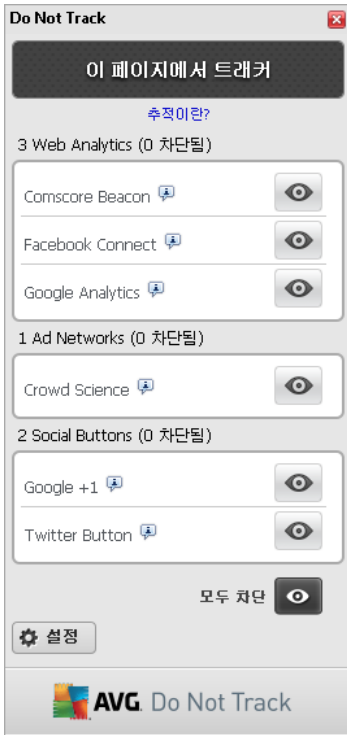 Do Not Track
이 페이지에서 트래커
추적이란?
3 Web Analytics (0 차단됨)
Comscore Beacon
Facebook Connect
Google Analytics
1 Ad Networks (0 차단됨)
Crowd Science
2 Social Buttons (0 차단됨)
Google +1
Twitter Button
모두 차단
설정
AVG. Do Not Track